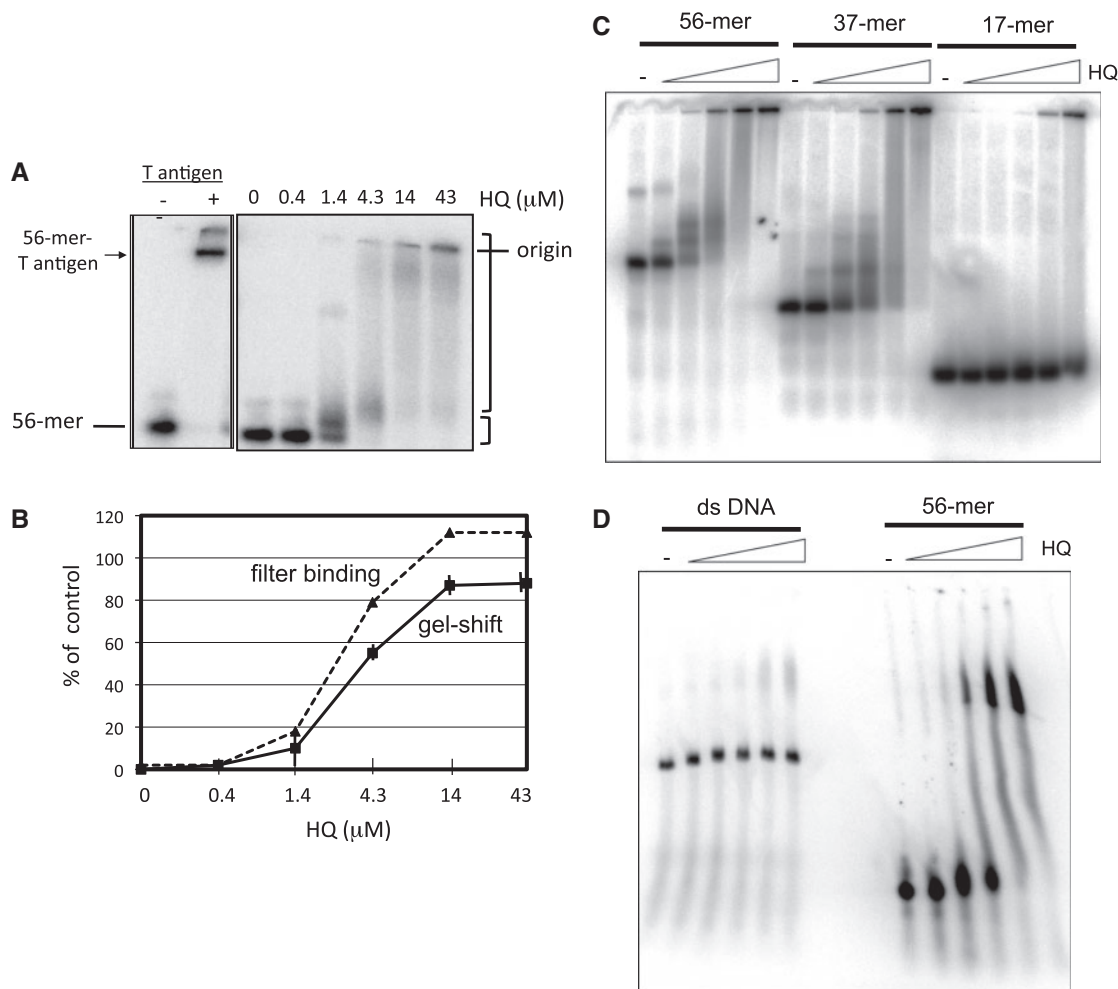 A
T antigen
- +
0 0.4 1.4 4.3 14 43 HQ (µM)
56-mer-
T antigen
origin
56-mer
B
120
100
80
60
40
20
0
% of control
filter binding
gel-shift
0 0.4 1.4 4.3 14 43
HQ (µM)
C
56-mer 37-mer 17-mer
- - - HQ
D
ds DNA 56-mer
- - HQ